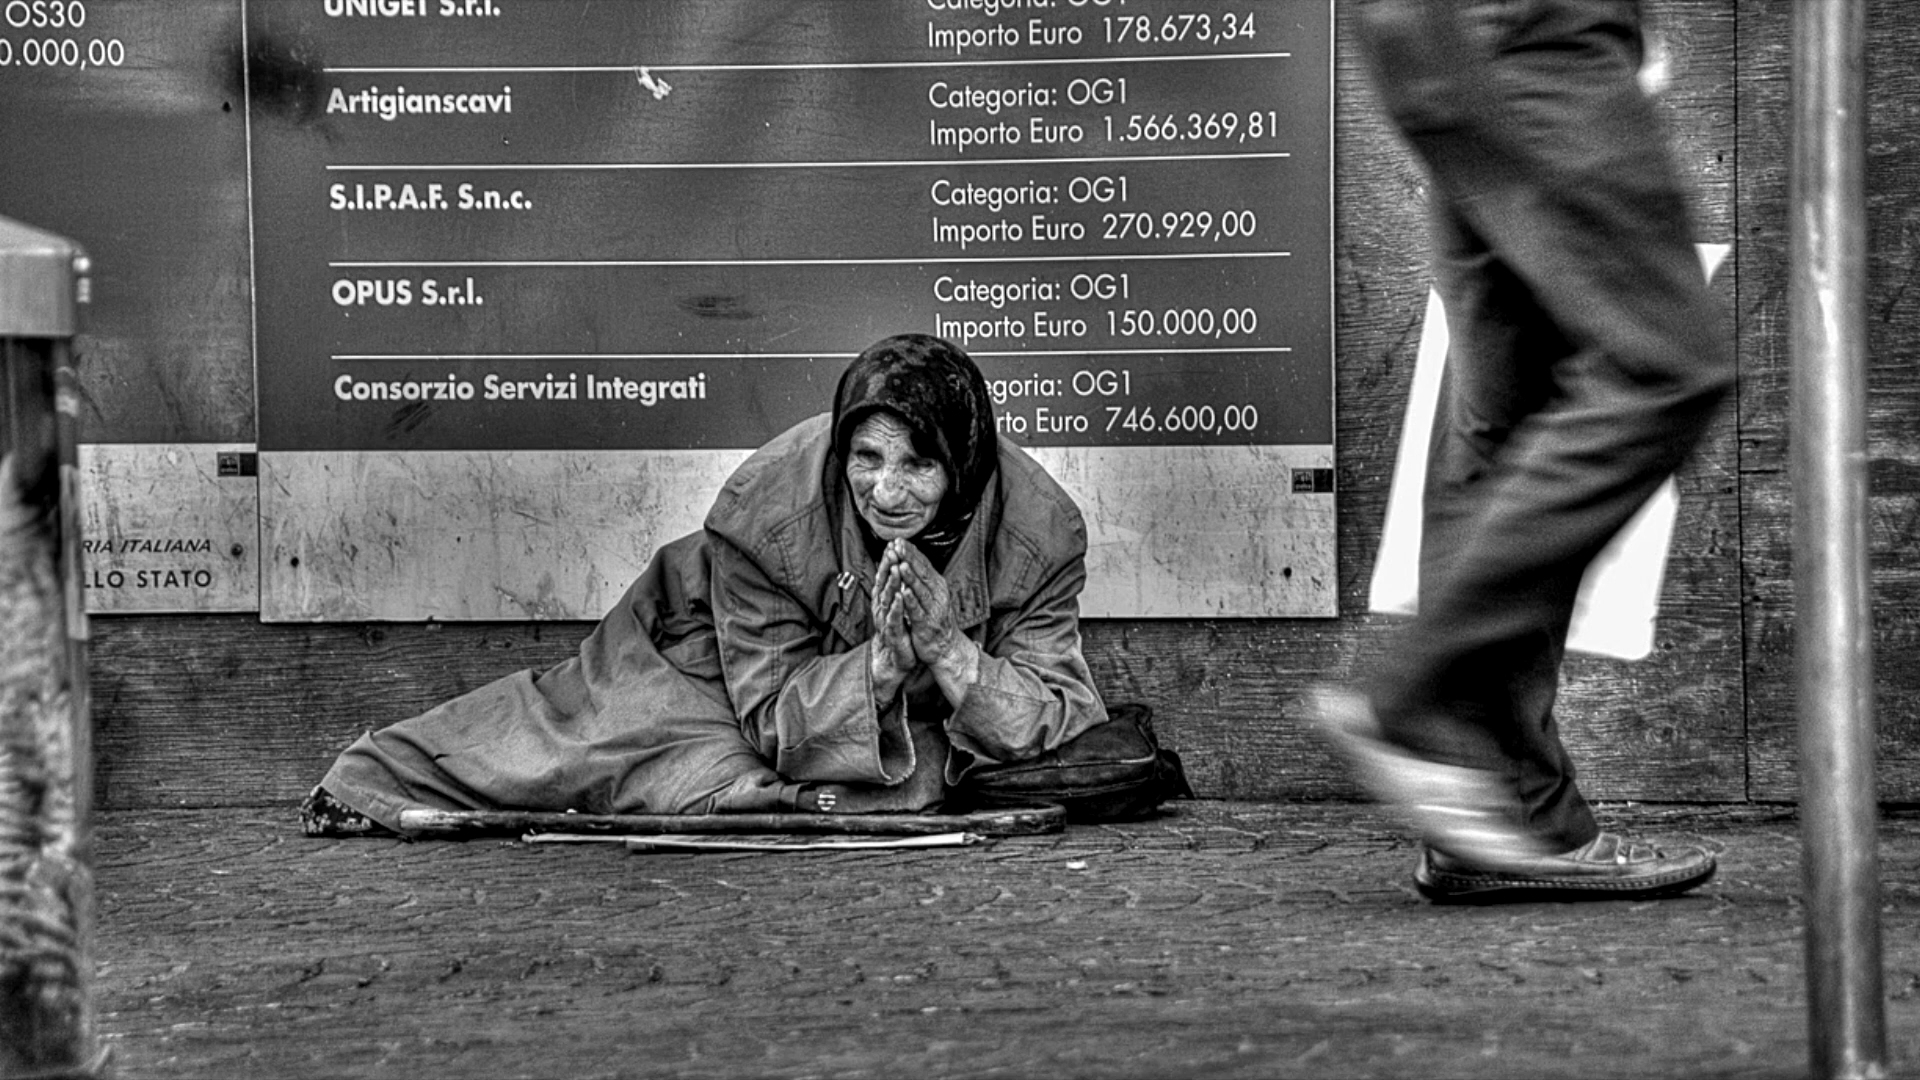 OS30
0.000,00
UNIGET S.r.l.
Importo Euro 178.673,34
Artigianscavi
Categoria: OG1
Importo Euro 1.566.369,81
S.I.P.A.F. S.n.c.
Categoria: OG1
Importo Euro 270.929,00
OPUS S.r.l.
Categoria: OG1
Importo Euro 150.000,00
Consorzio Servizi Integrati
egoria: OG1
rto Euro 746.600,00
RIA ITALIANA
LLO STATO